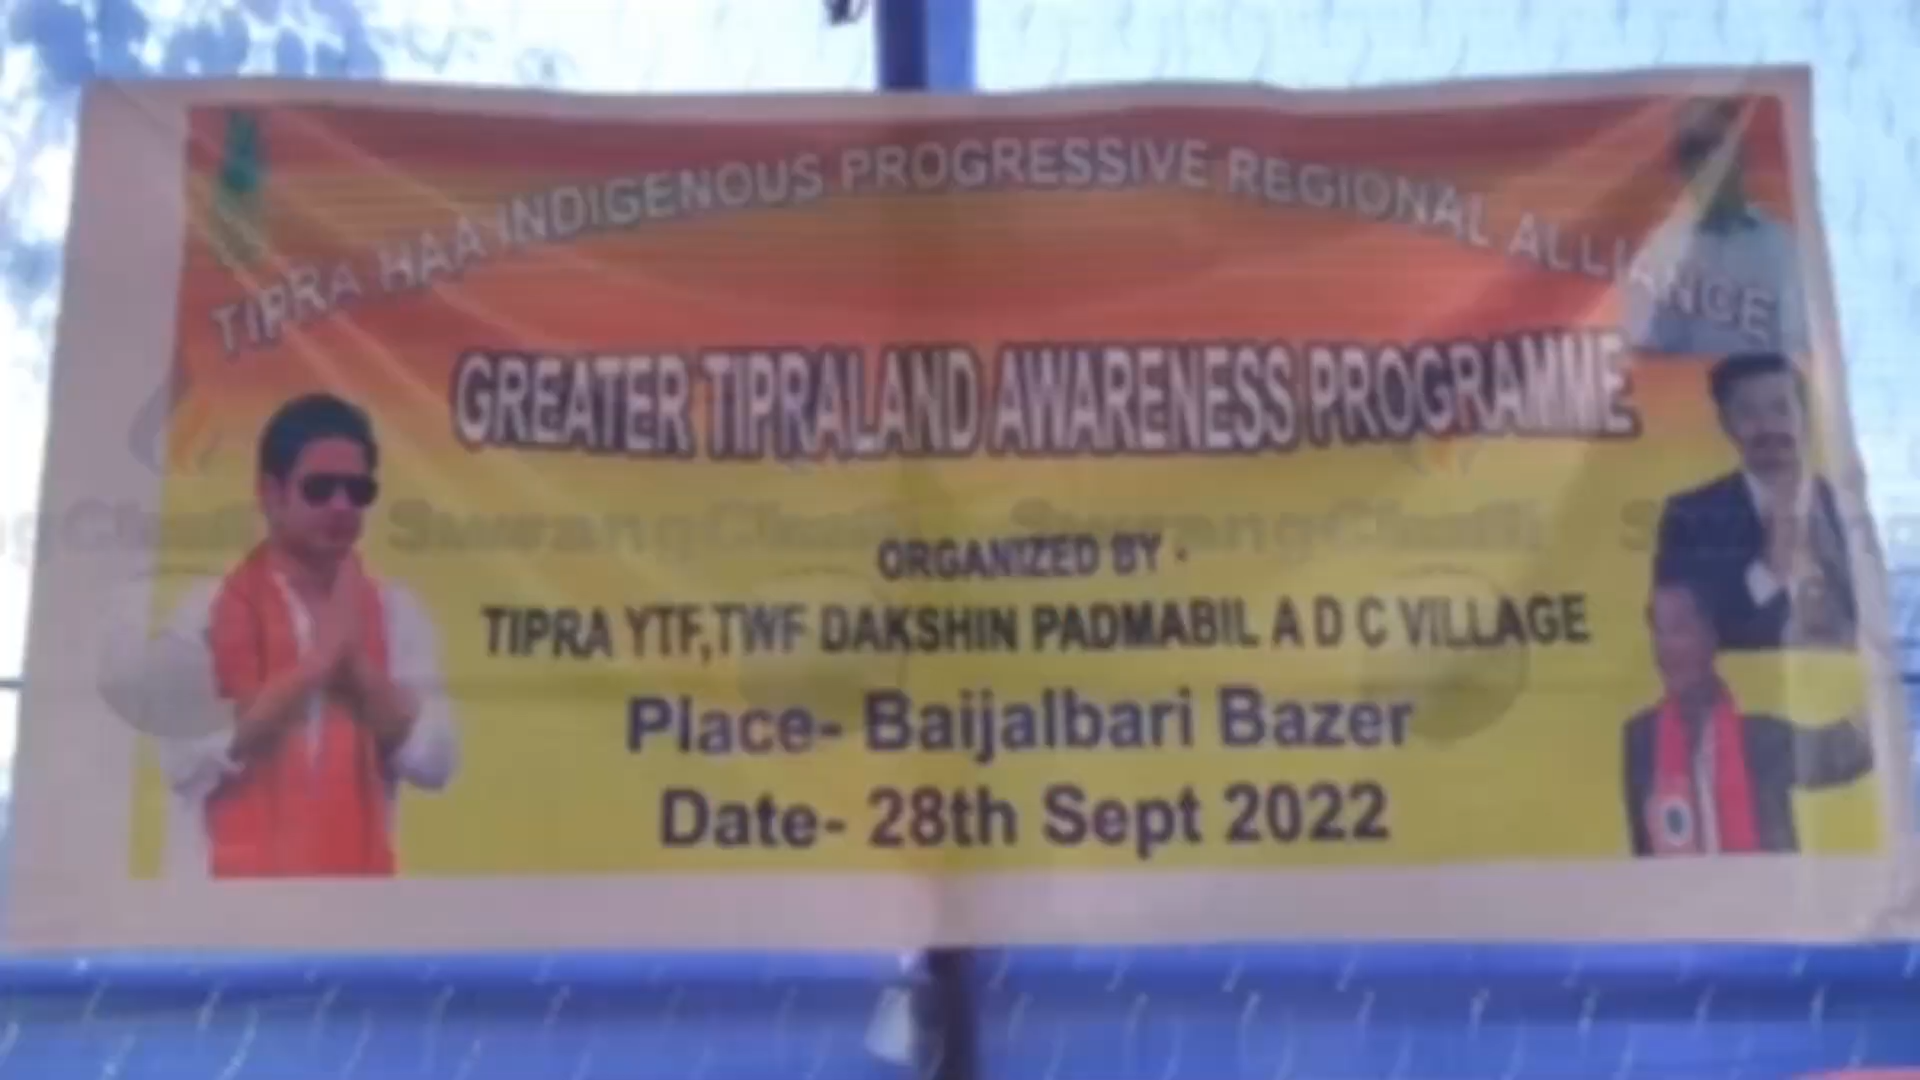 TIPRA HAA INDIGENOUS PROGRESSIVE REGIONAL ALLIANCE
GREATER TIPRALAND AWARENESS PROGRAMME
ORGANIZED BY -
TIPRA YTF,TWF DAKSHIN PADMABIL A D C VILLAGE
Place- Baijalbari Bazer
Date- 28th Sept 2022